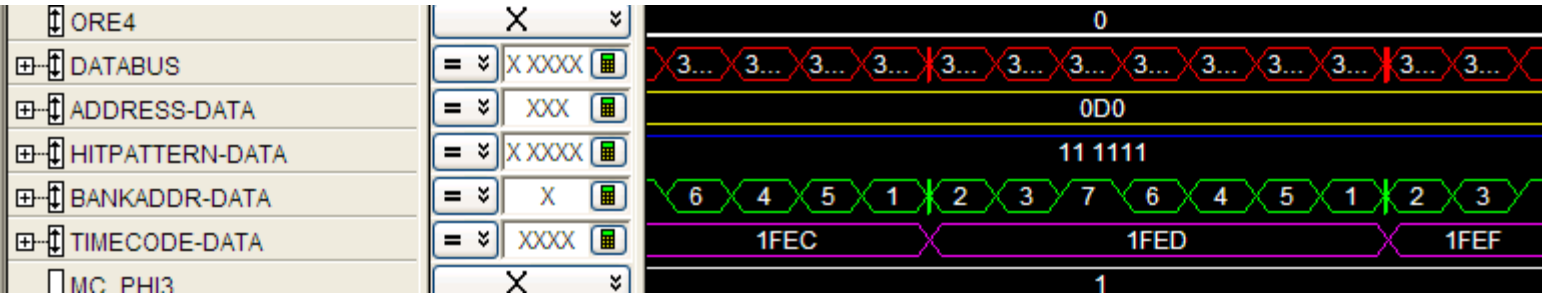 ORE4 X 0
DATABUS = X XXXX 3... 3... 3... 3... 3... 3... 3... 3... 3... 3... 3... 3... 3...
ADDRESS-DATA = XXX 0D0
HITPATTERN-DATA = X XXXX 11 1111
BANKADDR-DATA = X 6 4 5 1 2 3 7 6 4 5 1 2 3
TIMECODE-DATA = XXXX 1FEC 1FED 1FEF
MC_PHI3 X 1